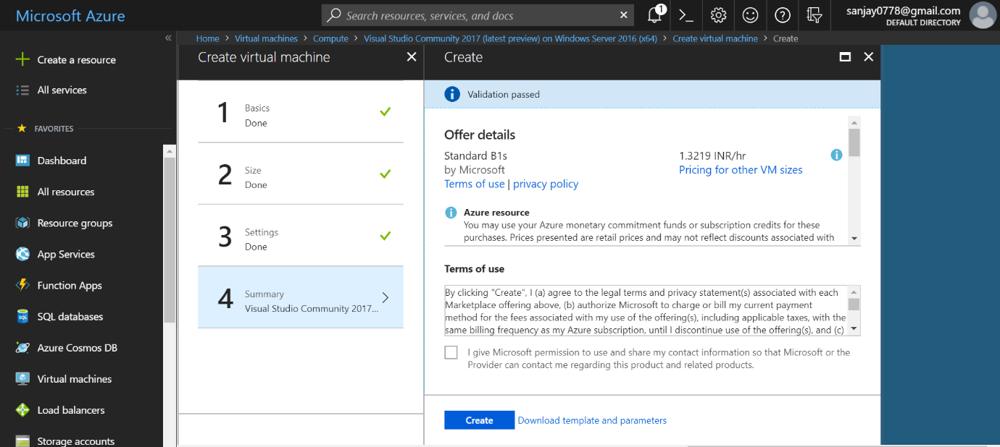 Microsoft Azure
Search resources, services, and docs
1
sanjay0778@gmail.com
DEFAULT DIRECTORY
Home > Virtual machines > Compute > Visual Studio Community 2017 (latest preview) on Windows Server 2016 (x64) > Create virtual machine > Create
Create a resource
All services
FAVORITES
Dashboard
All resources
Resource groups
App Services
Function Apps
SQL databases
Azure Cosmos DB
Virtual machines
Load balancers
Storage accounts
Create virtual machine
1
Basics
Done
2
Size
Done
3
Settings
Done
4
Summary
Visual Studio Community 2017...
Create
Validation passed
Offer details
Standard B1s
by Microsoft
Terms of use | privacy policy
1.3219 INR/hr
Pricing for other VM sizes
Azure resource
You may use your Azure monetary commitment funds or subscription credits for these
purchases. Prices presented are retail prices and may not reflect discounts associated with
Terms of use
By clicking "Create", I (a) agree to the legal terms and privacy statement(s) associated with each
Marketplace offering above, (b) authorize Microsoft to charge or bill my current payment
method for the fees associated with my use of the offering(s), including applicable taxes, with the
same billing frequency as my Azure subscription, until I discontinue use of the offering(s), and (c)
I give Microsoft permission to use and share my contact information so that Microsoft or the
Provider can contact me regarding this product and related products.
Create
Download template and parameters